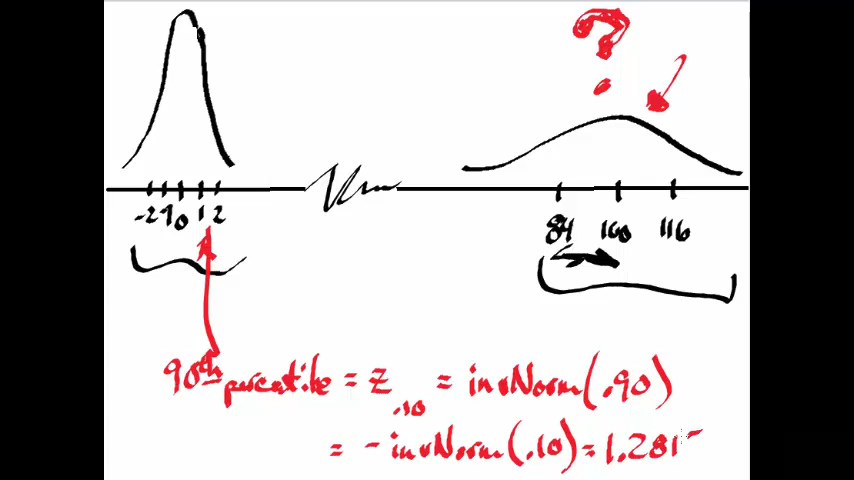 ?
-2 -1 0 1 2
84 100 116
90th percentile = z.10 = invNorm(.90)
= - invNorm(.10) = 1.281